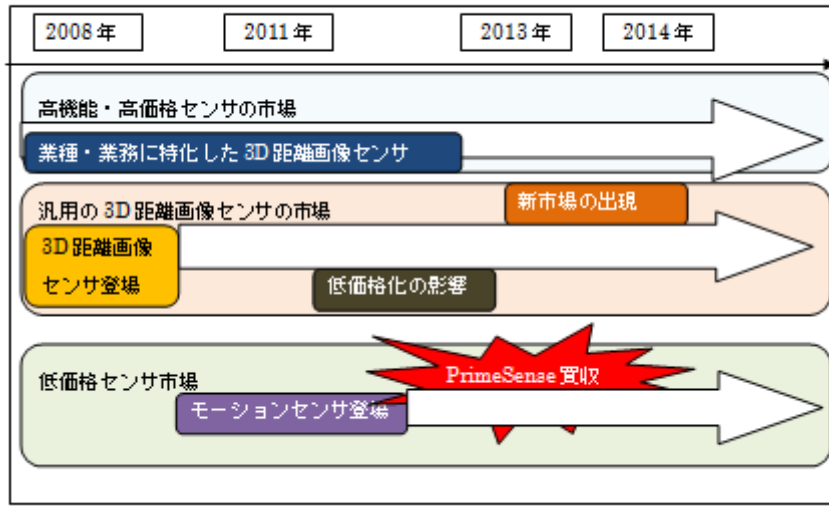 2008年
2011年
2013年
2014年
高機能・高価格センサの市場
業種・業務に特化した3D距離画像センサ
汎用の3D距離画像センサの市場
新市場の出現
3D距離画像
センサ登場
低価格化の影響
低価格センサ市場
PrimeSense買収
モーションセンサ登場